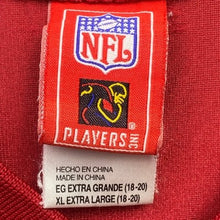 NFL
PLAYERS INC
HECHO EN CHINA
MADE IN CHINA
EG EXTRA GRANDE (18-20)
XL EXTRA LARGE (18-20)